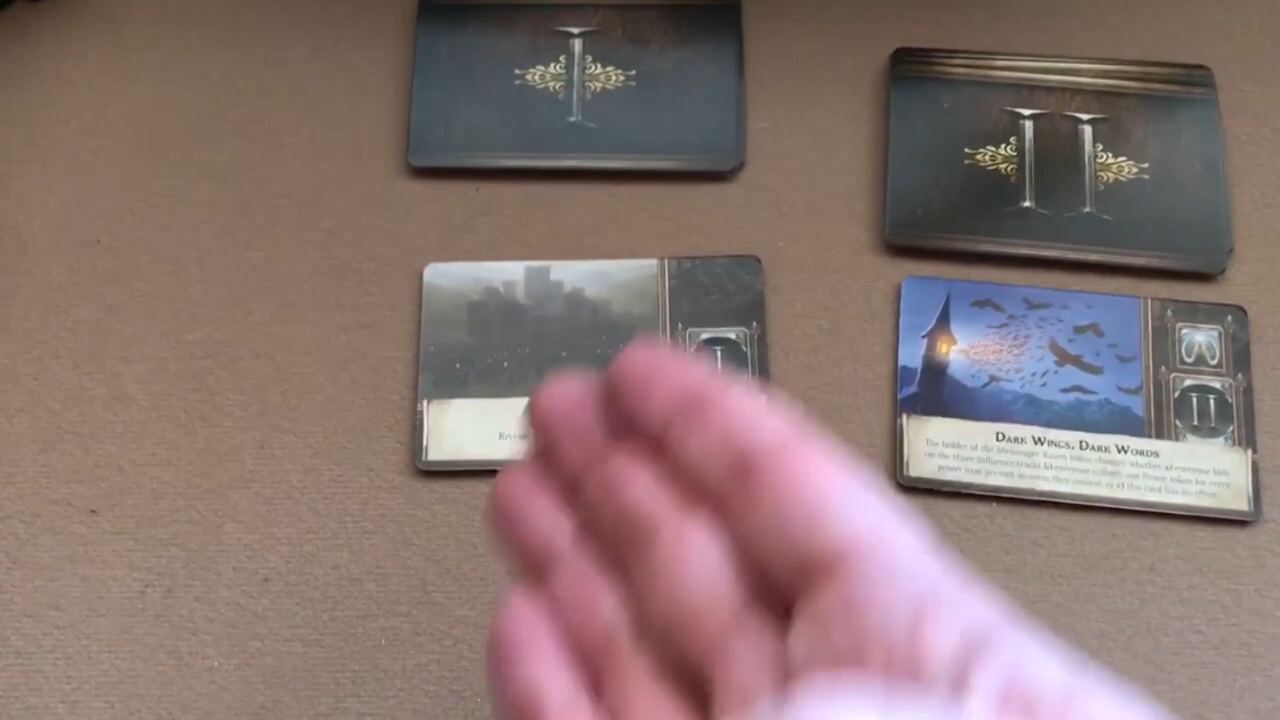 I
II
I
II
DARK WINGS, DARK WORDS
The holder of the Messenger Raven token chooses whether a) everyone bids
on the three Influence tracks, b) everyone collects one Power token for every
power icon present in areas they control, or c) this card has no effect.